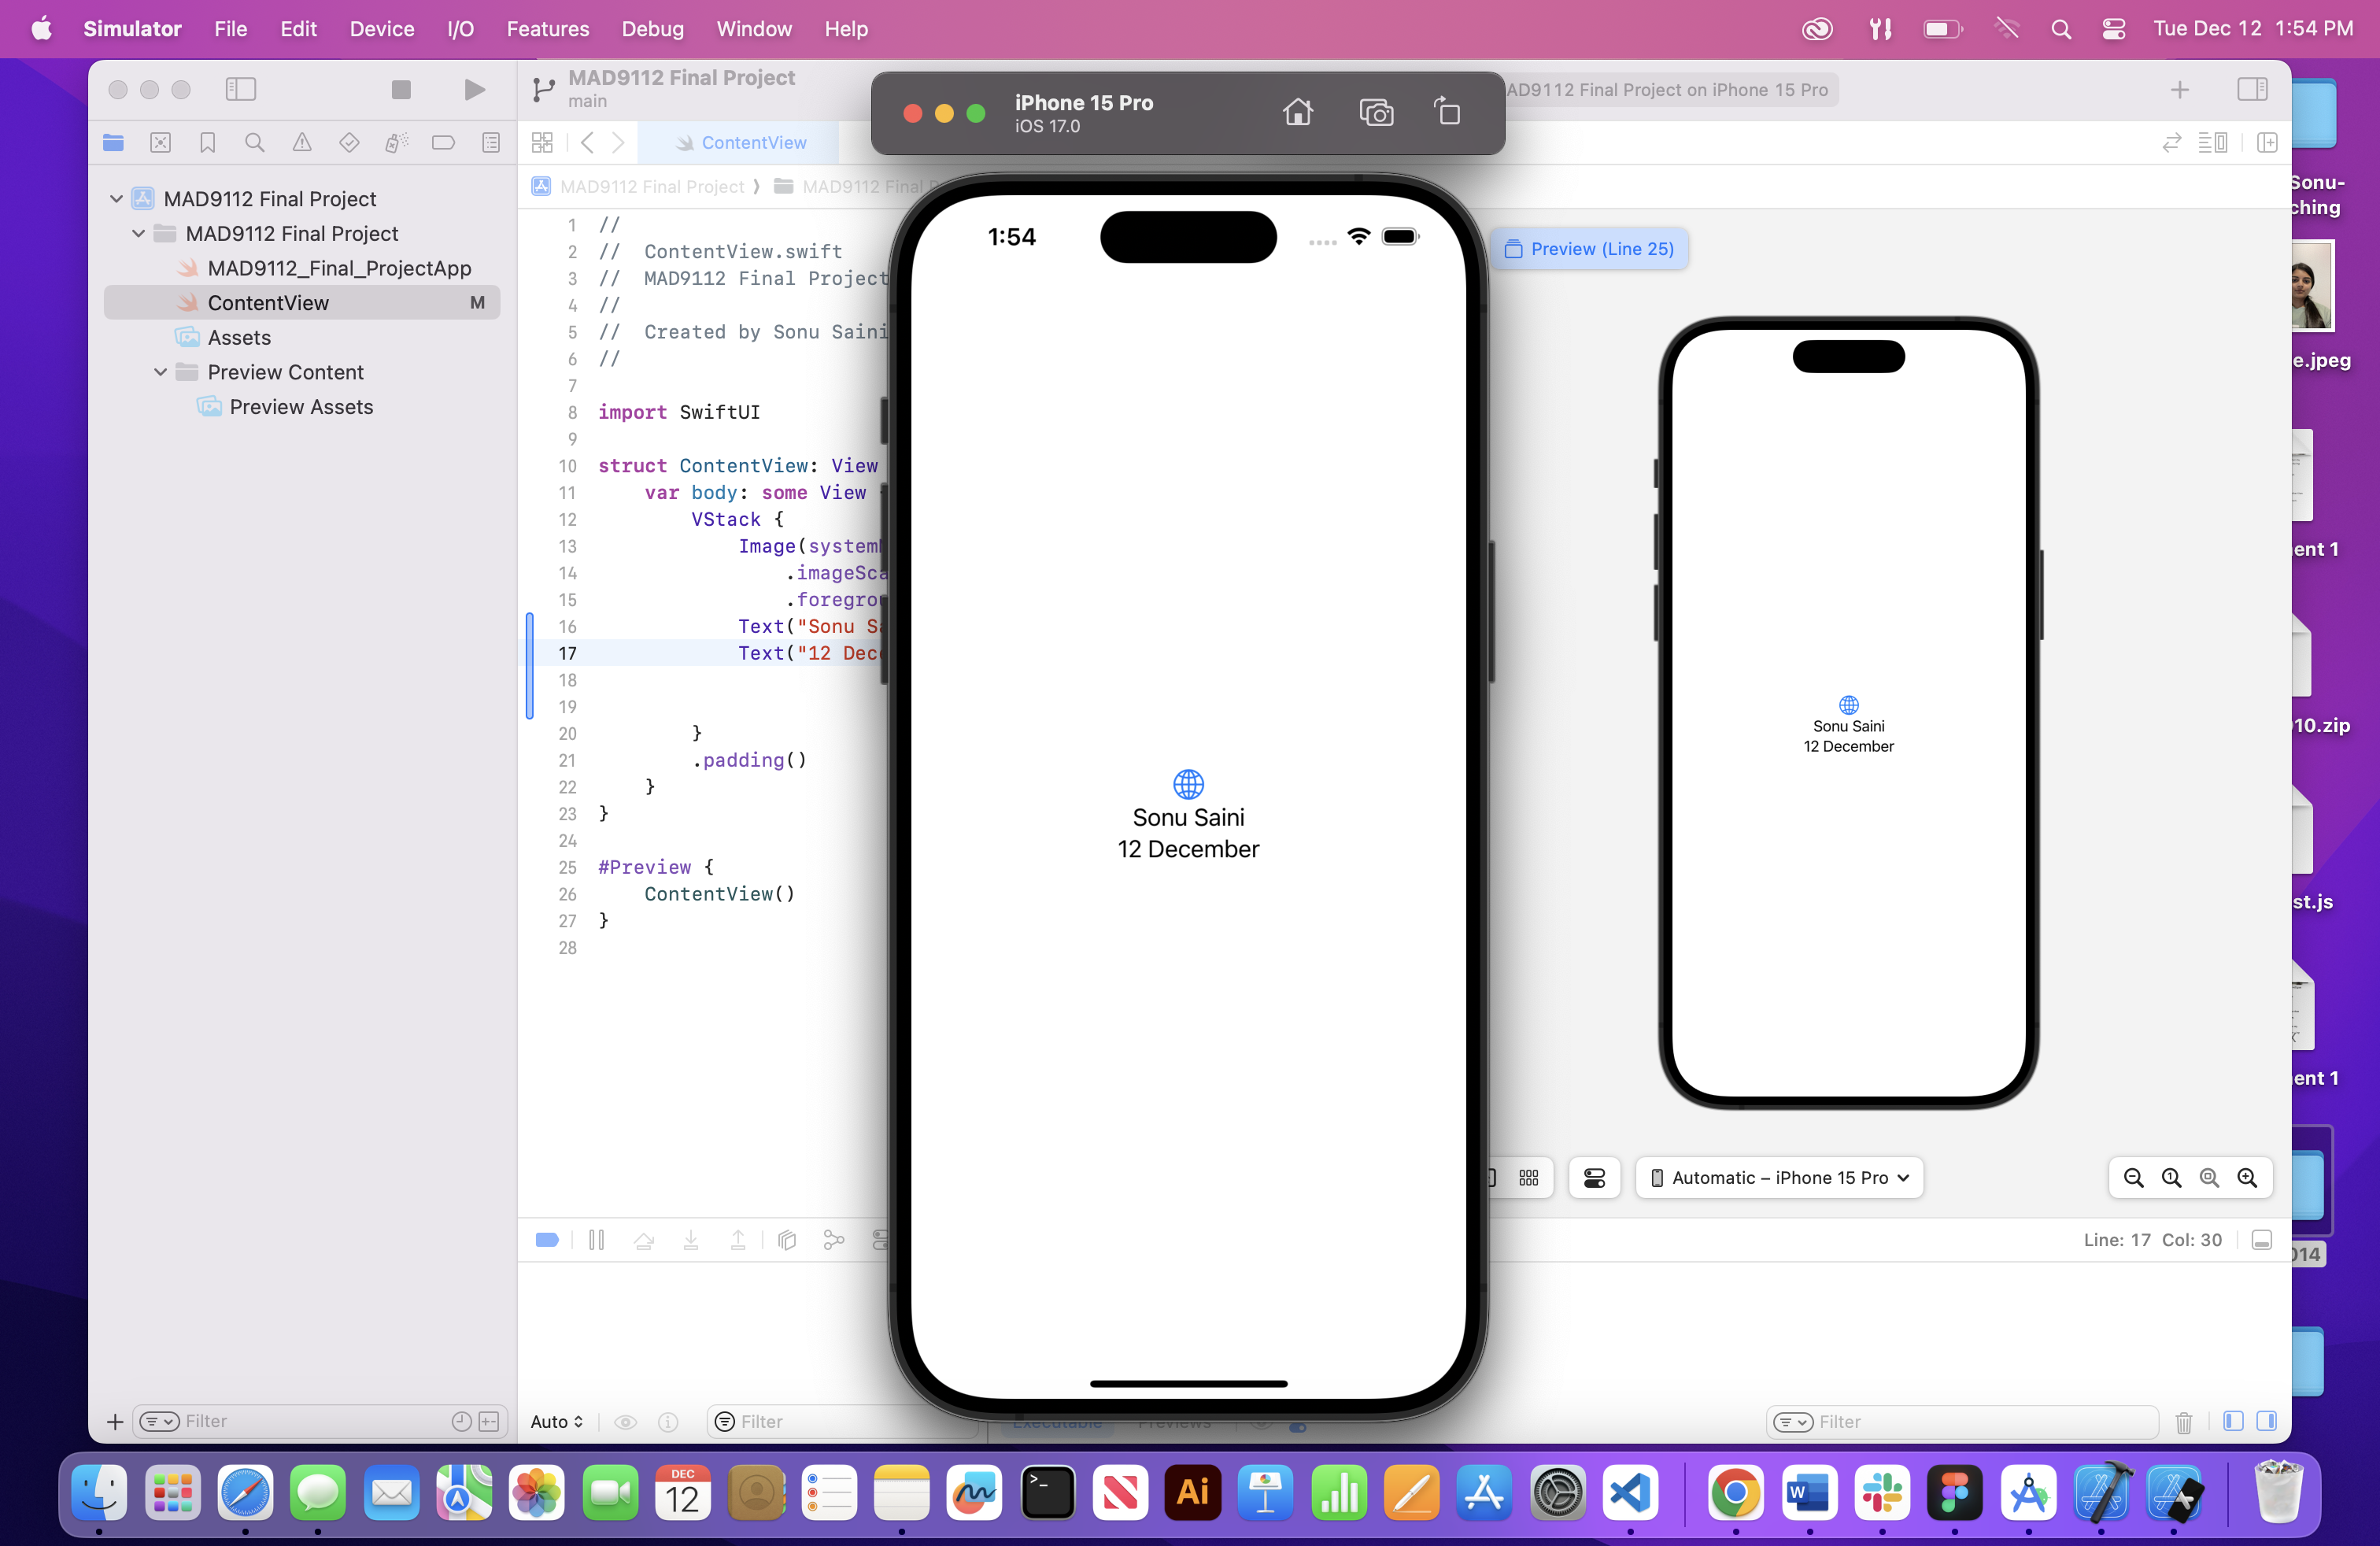 Simulator File Edit Device I/O Features Debug Window Help
Tue Dec 12 1:54 PM
MAD9112 Final Project
main
iPhone 15 Pro
iOS 17.0
AD9112 Final Project on iPhone 15 Pro
ContentView
MAD9112 Final Project
MAD9112 Final P
MAD9112 Final Project
MAD9112 Final Project
MAD9112_Final_ProjectApp
ContentView M
Assets
Preview Content
Preview Assets
1 //
2 // ContentView.swift
3 // MAD9112 Final Project
4 //
5 // Created by Sonu Saini
6 //
7
8 import SwiftUI
9
10 struct ContentView: View
11 var body: some View
12 VStack {
13 Image(system
14 .imageSca
15 .foregrou
16 Text("Sonu Sa
17 Text("12 Dece
18
19
20 }
21 .padding()
22 }
23 }
24
25 #Preview {
26 ContentView()
27 }
28
1:54
Sonu Saini
12 December
Preview (Line 25)
Sonu Saini
12 December
Automatic – iPhone 15 Pro
Line: 17 Col: 30
Filter
Auto
Filter
Executable Previews
Filter
Sonu-
ching
e.jpeg
ent 1
10.zip
st.js
ent 1
014
DEC
12
Ai
W